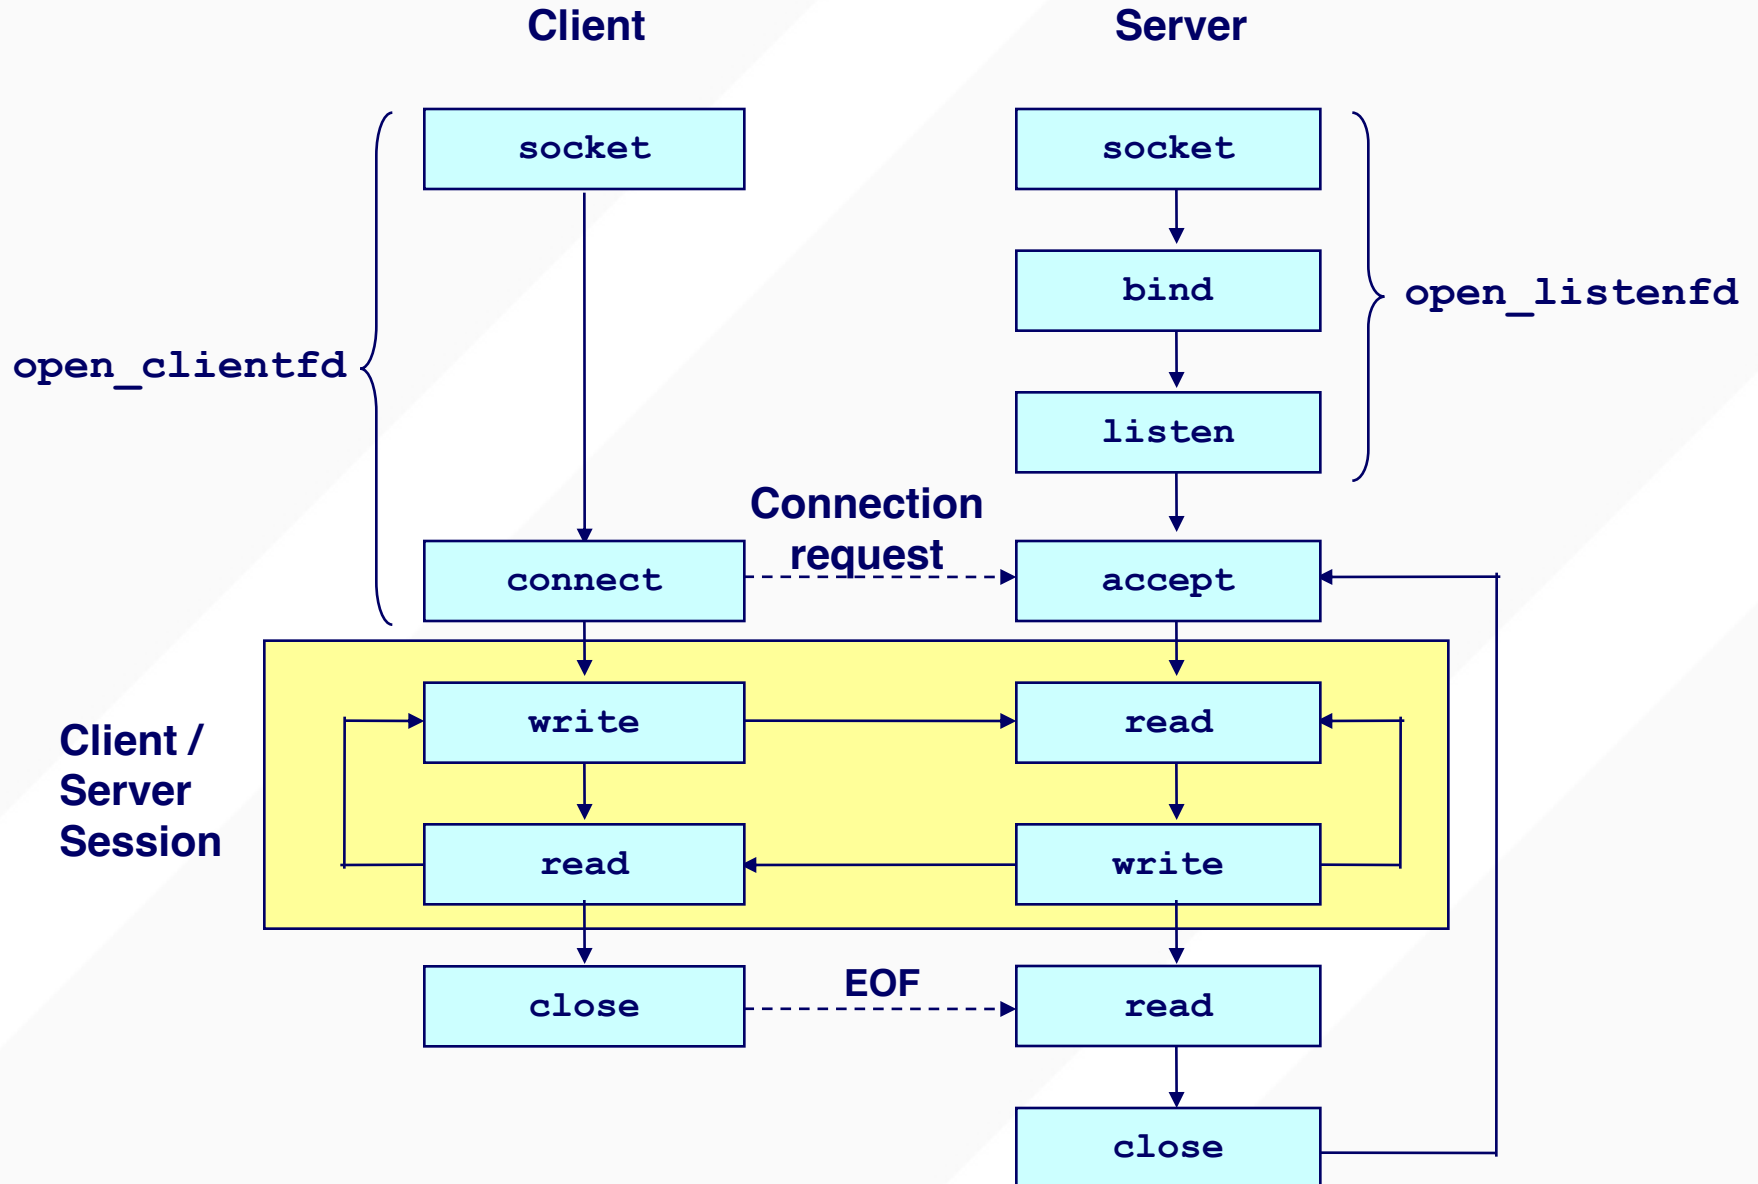 Client
Server
socket
socket
bind
open_listenfd
open_clientfd
listen
Connection
request
connect
accept
Client /
Server
Session
write
read
read
write
EOF
close
read
close